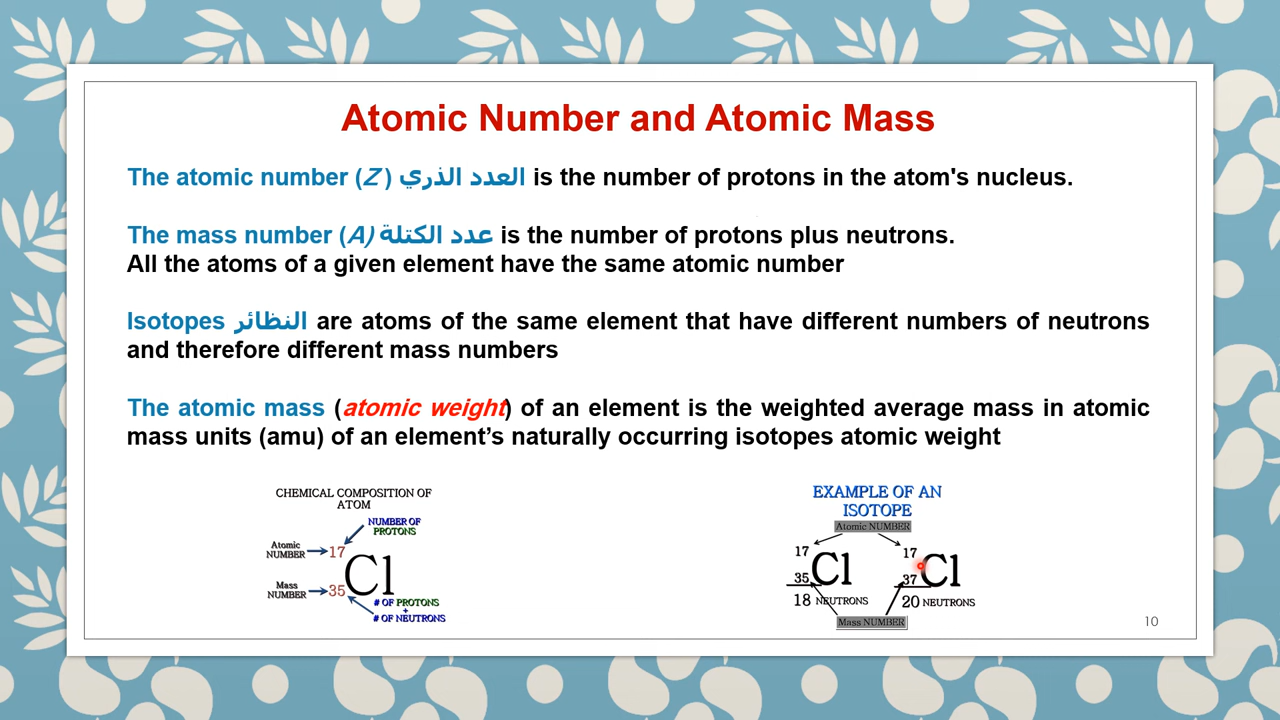 Atomic Number and Atomic Mass
The atomic number (Z) العدد الذري is the number of protons in the atom's nucleus.
The mass number (A) عدد الكتلة is the number of protons plus neutrons.
All the atoms of a given element have the same atomic number
Isotopes النظائر are atoms of the same element that have different numbers of neutrons
and therefore different mass numbers
The atomic mass (atomic weight) of an element is the weighted average mass in atomic
mass units (amu) of an element’s naturally occurring isotopes atomic weight
CHEMICAL COMPOSITION OF
ATOM
NUMBER OF
PROTONS
Atomic
NUMBER
17
Cl
Mass
NUMBER
35
# OF PROTONS
+
# OF NEUTRONS
EXAMPLE OF AN
ISOTOPE
Atomic NUMBER
17
Cl
35
18 NEUTRONS
17
Cl
37
20 NEUTRONS
Mass NUMBER
10